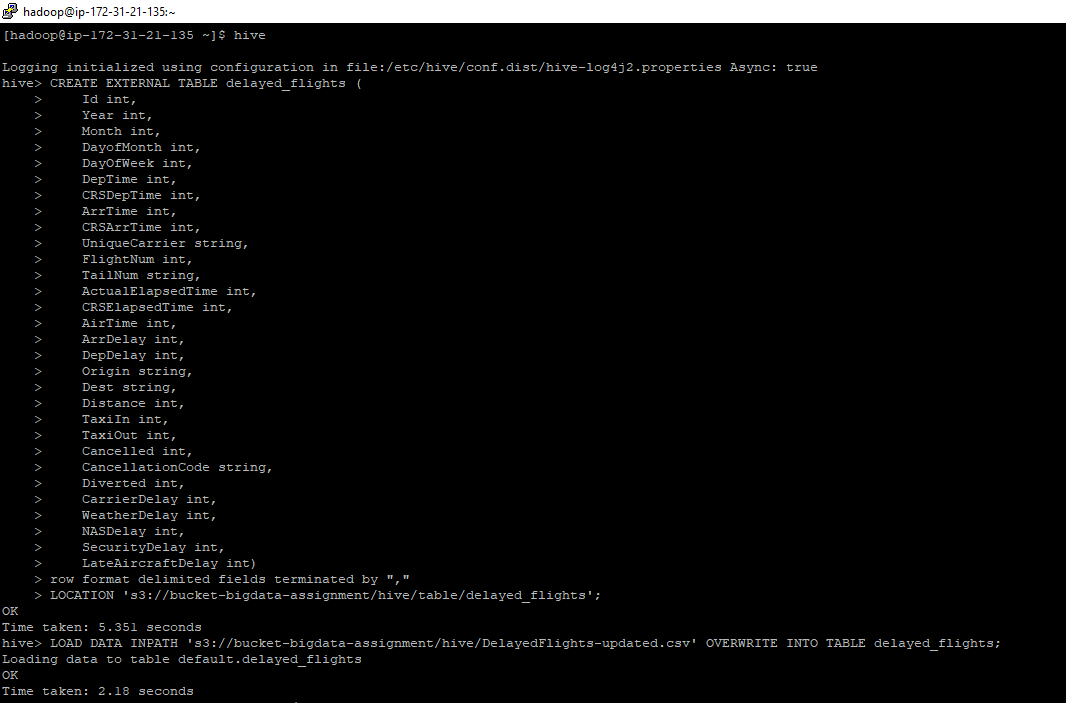 hadoop@ip-172-31-21-135:~
[hadoop@ip-172-31-21-135 ~]$ hive
Logging initialized using configuration in file:/etc/hive/conf.dist/hive-log4j2.properties Async: true
hive> CREATE EXTERNAL TABLE delayed_flights (
    >     Id int,
    >     Year int,
    >     Month int,
    >     DayofMonth int,
    >     DayOfWeek int,
    >     DepTime int,
    >     CRSDepTime int,
    >     ArrTime int,
    >     CRSArrTime int,
    >     UniqueCarrier string,
    >     FlightNum int,
    >     TailNum string,
    >     ActualElapsedTime int,
    >     CRSElapsedTime int,
    >     AirTime int,
    >     ArrDelay int,
    >     DepDelay int,
    >     Origin string,
    >     Dest string,
    >     Distance int,
    >     TaxiIn int,
    >     TaxiOut int,
    >     Cancelled int,
    >     CancellationCode string,
    >     Diverted int,
    >     CarrierDelay int,
    >     WeatherDelay int,
    >     NASDelay int,
    >     SecurityDelay int,
    >     LateAircraftDelay int)
    > row format delimited fields terminated by ","
    > LOCATION 's3://bucket-bigdata-assignment/hive/table/delayed_flights';
OK
Time taken: 5.351 seconds
hive> LOAD DATA INPATH 's3://bucket-bigdata-assignment/hive/DelayedFlights-updated.csv' OVERWRITE INTO TABLE delayed_flights;
Loading data to table default.delayed_flights
OK
Time taken: 2.18 seconds